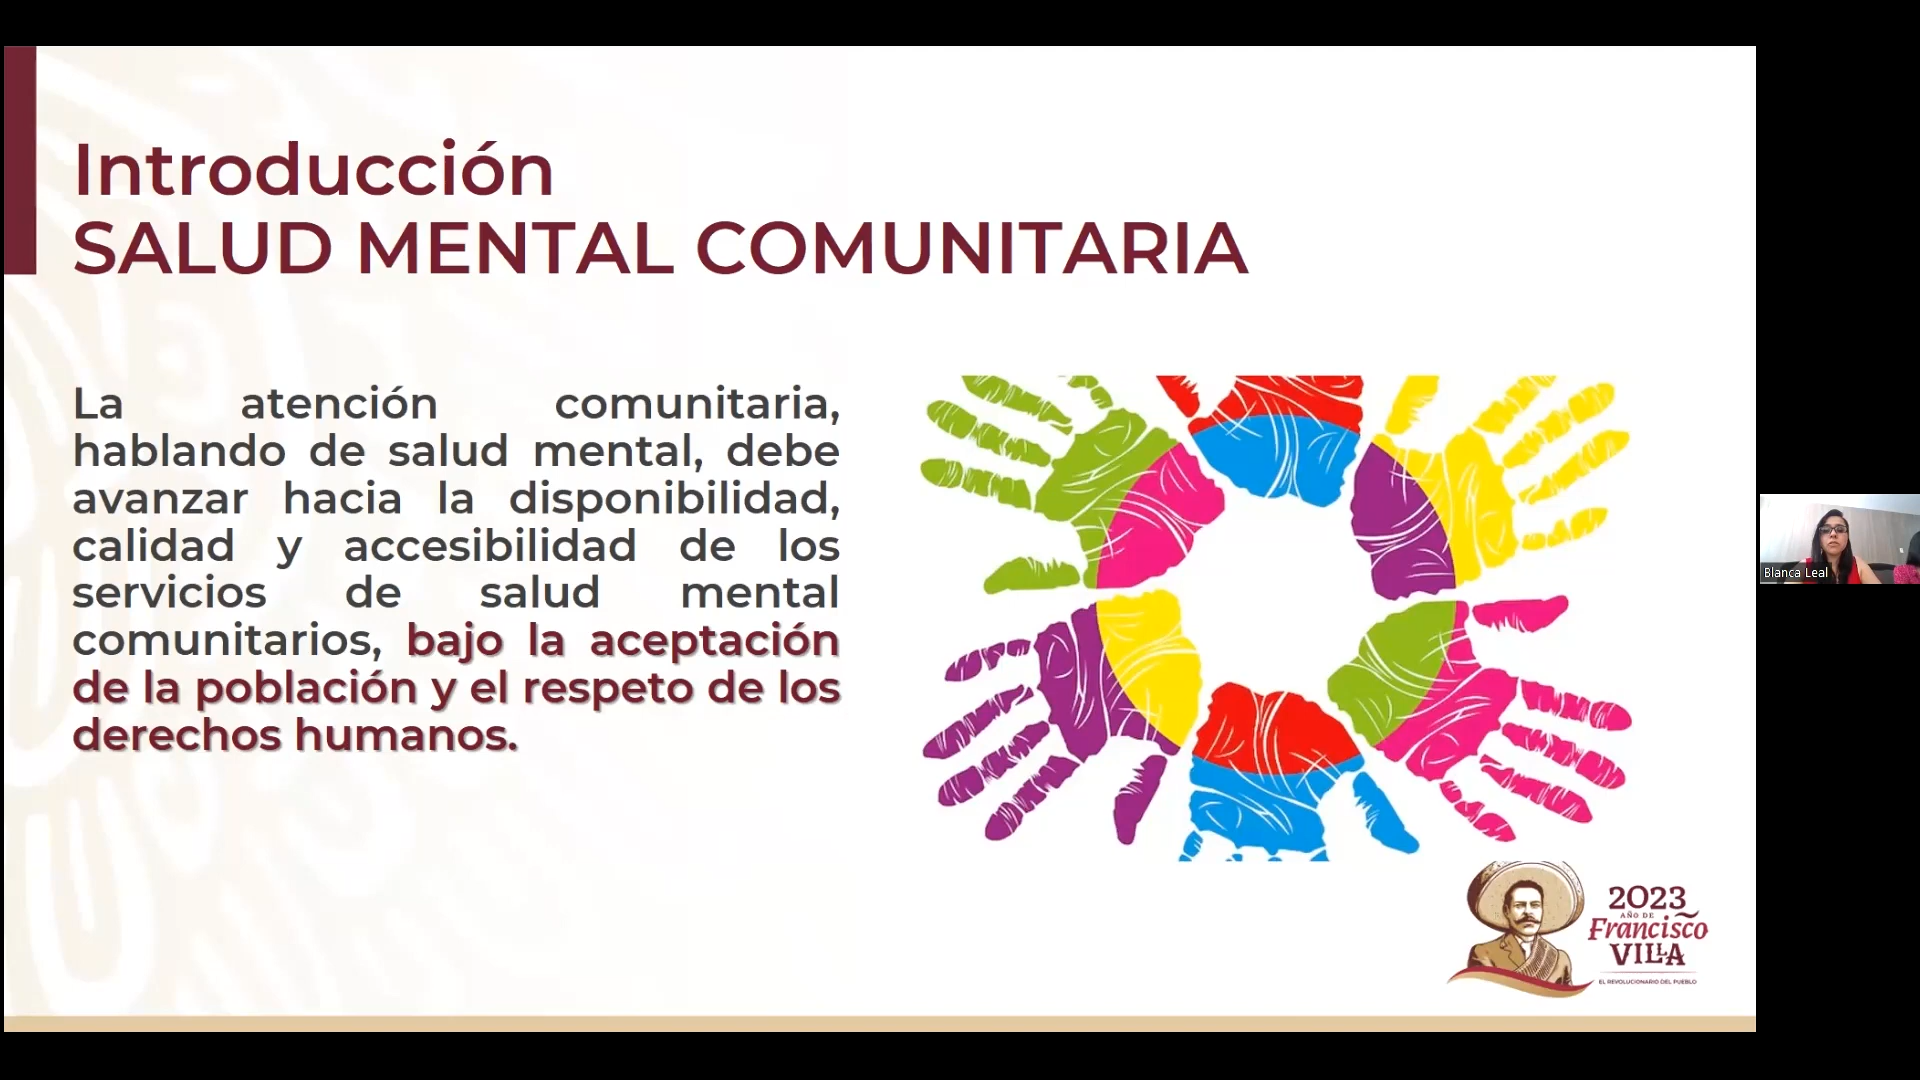 Introducción
SALUD MENTAL COMUNITARIA
La atención comunitaria,
hablando de salud mental, debe
avanzar hacia la disponibilidad,
calidad y accesibilidad de los
servicios de salud mental
comunitarios, bajo la aceptación
de la población y el respeto de los
derechos humanos.
Blanca Leal
2023
AÑO DE
Francisco
VILLA
EL REVOLUCIONARIO DEL PUEBLO